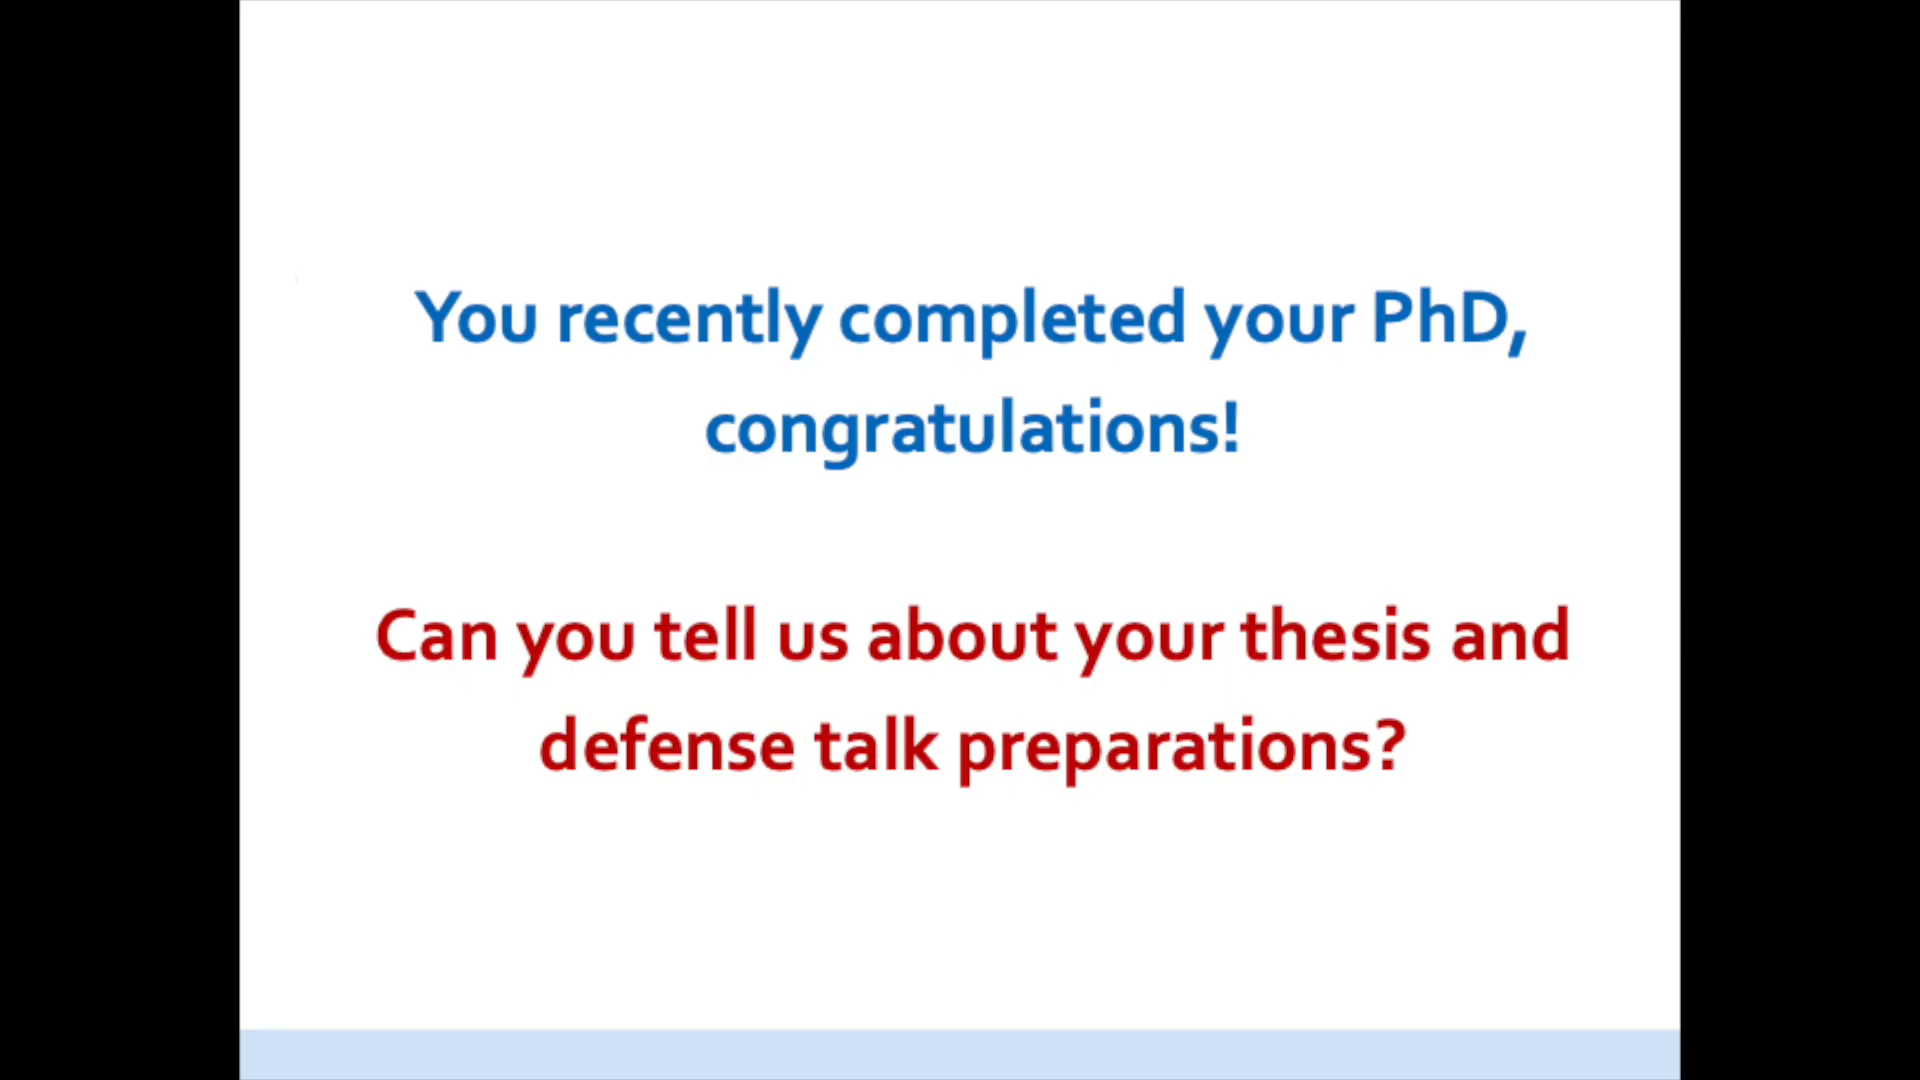 You recently completed your PhD,
congratulations!
Can you tell us about your thesis and
defense talk preparations?